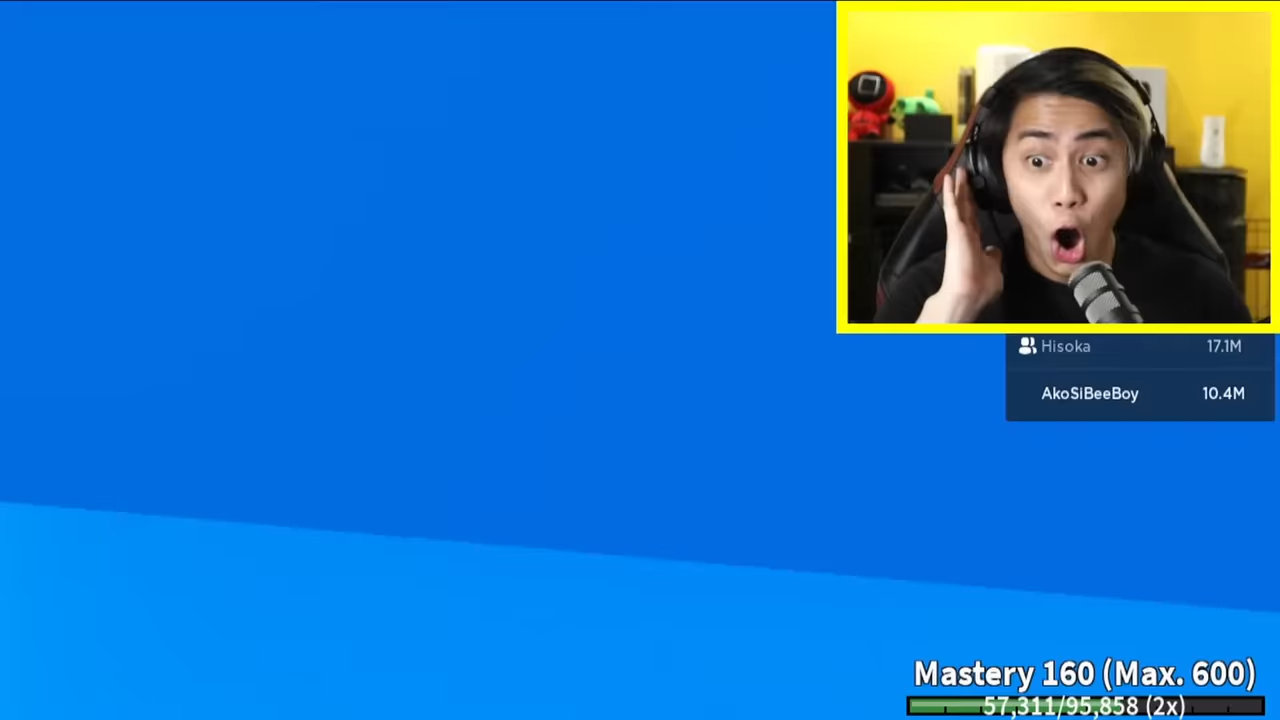 Hisoka 17.1M
AkoSiBeeBoy 10.4M
Mastery 160 (Max. 600)
57,311/95,858 (2x)